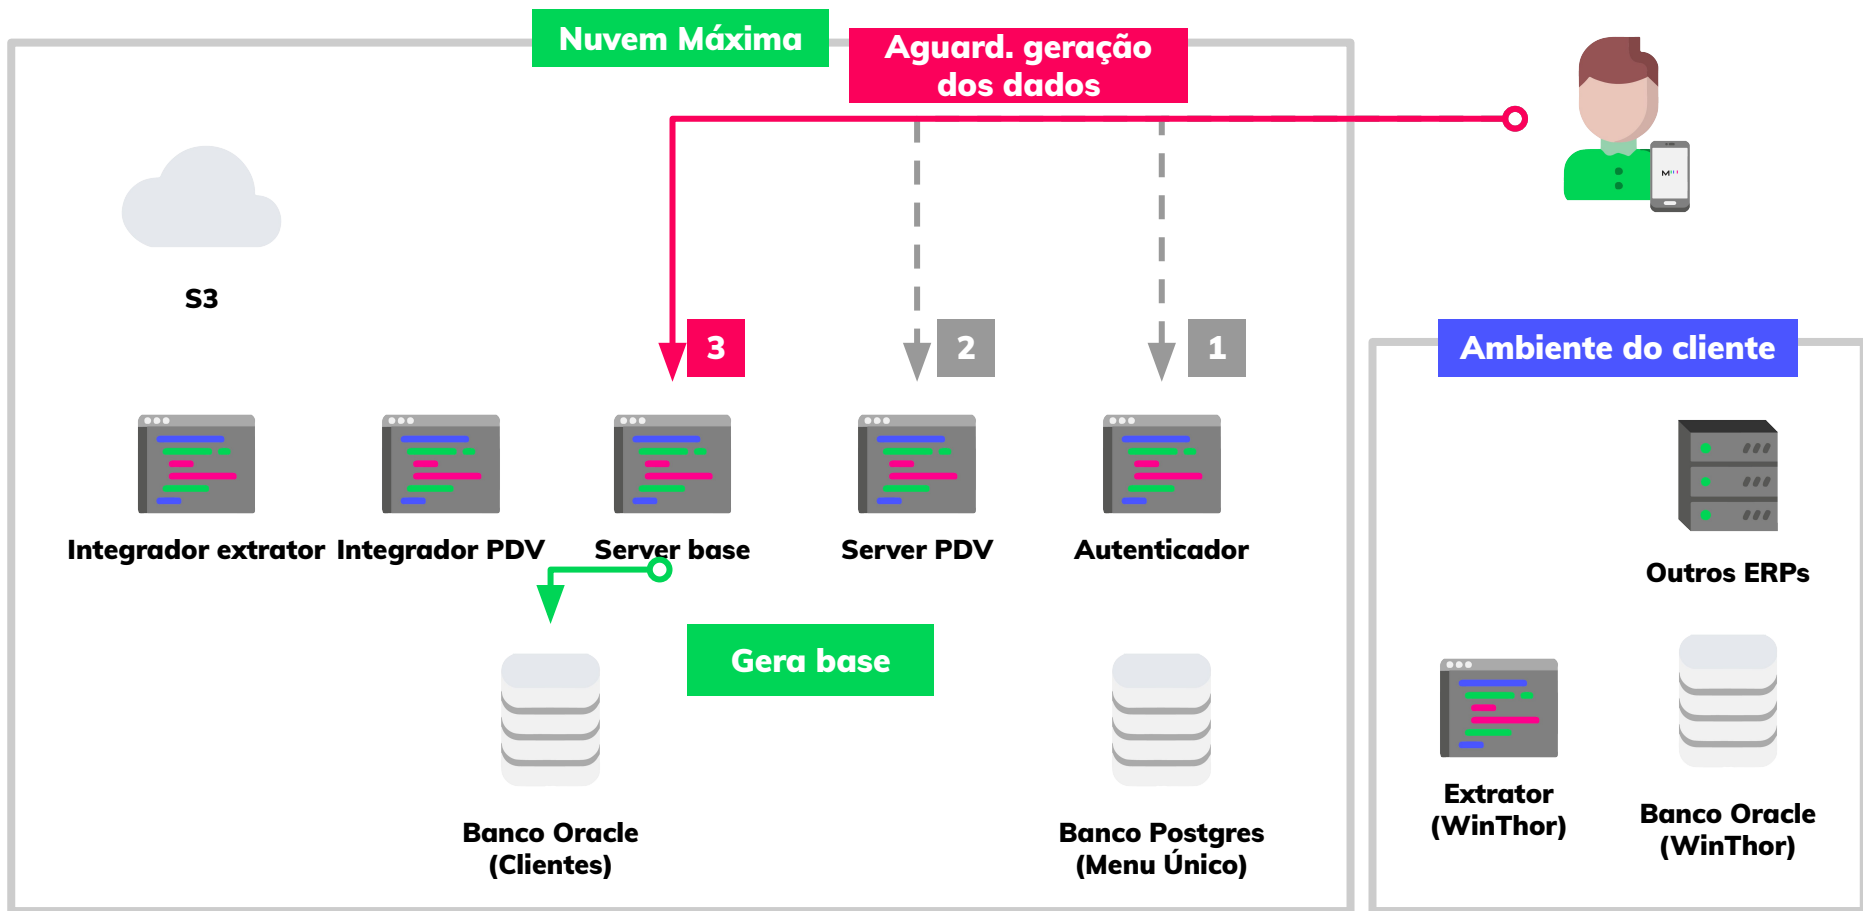 Nuvem Máxima
Aguard. geração
dos dados
S3
3
2
1
Ambiente do cliente
Integrador extrator
Integrador PDV
Server base
Server PDV
Autenticador
Outros ERPs
Gera base
Banco Oracle
(Clientes)
Banco Postgres
(Menu Único)
Extrator
(WinThor)
Banco Oracle
(WinThor)